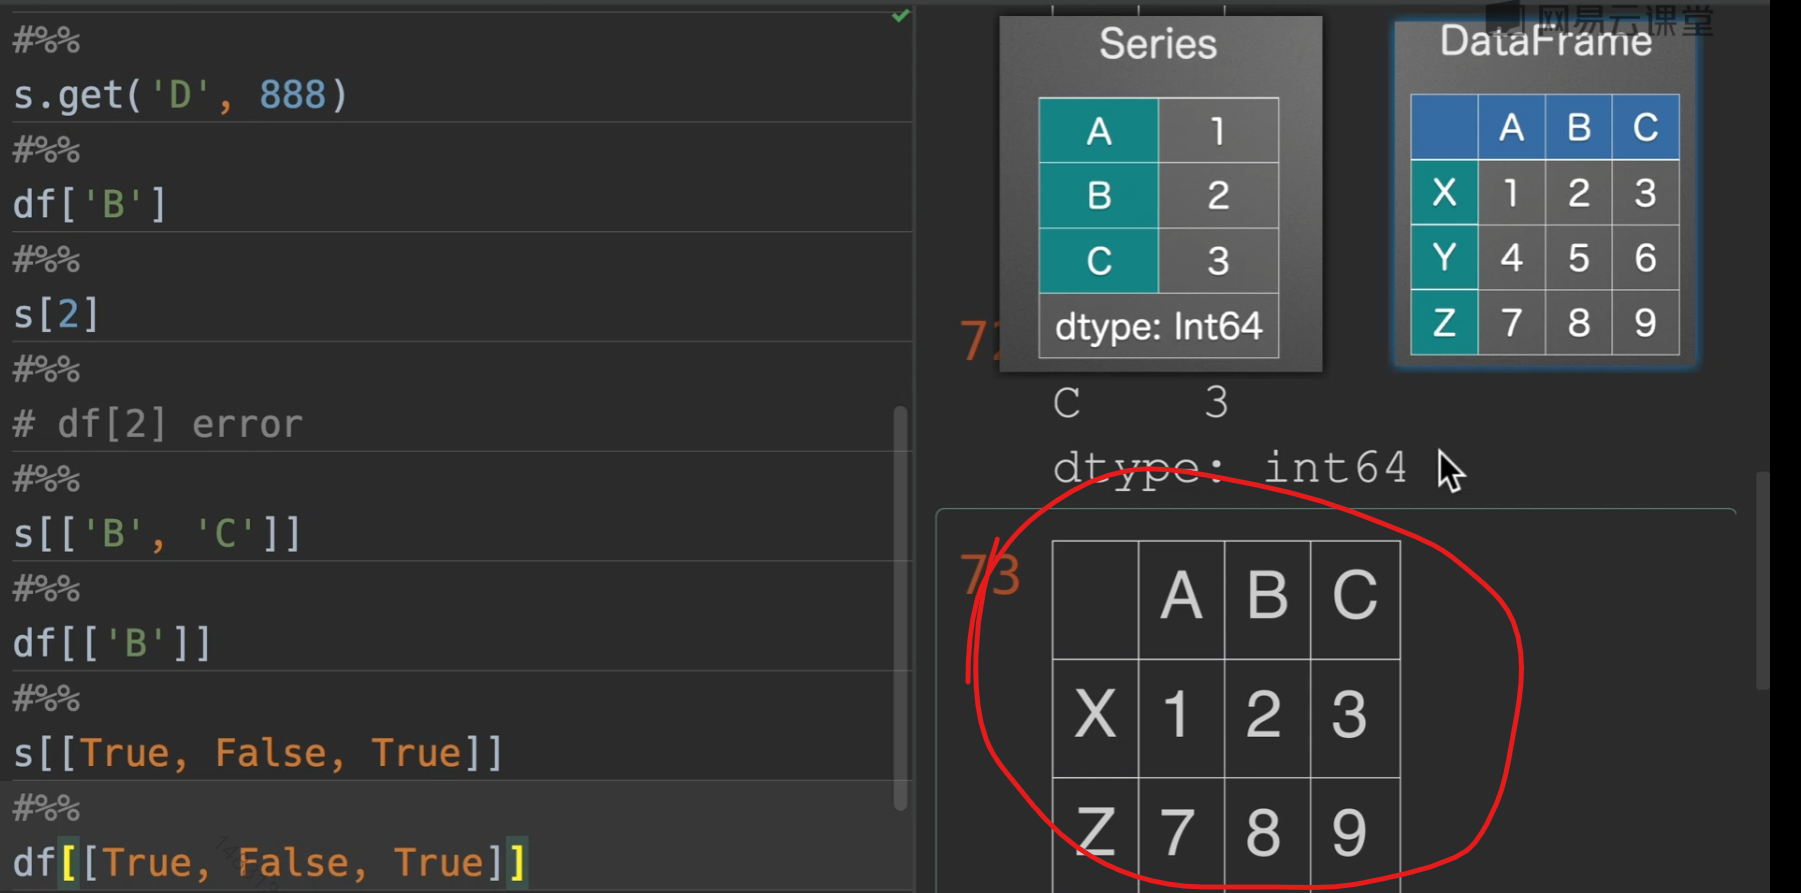 #%%
s.get('D', 888)
#%%
df['B']
#%%
s[2]
#%%
# df[2] error
#%%
s[['B', 'C']]
#%%
df[['B']]
#%%
s[[True, False, True]]
#%%
df[[True, False, True]]
网易云课堂
Series
A 1
B 2
C 3
dtype: Int64
DataFrame
A B C
X 1 2 3
Y 4 5 6
Z 7 8 9
72
C 3
dtype: int64
73
A B C
X 1 2 3
Z 7 8 9